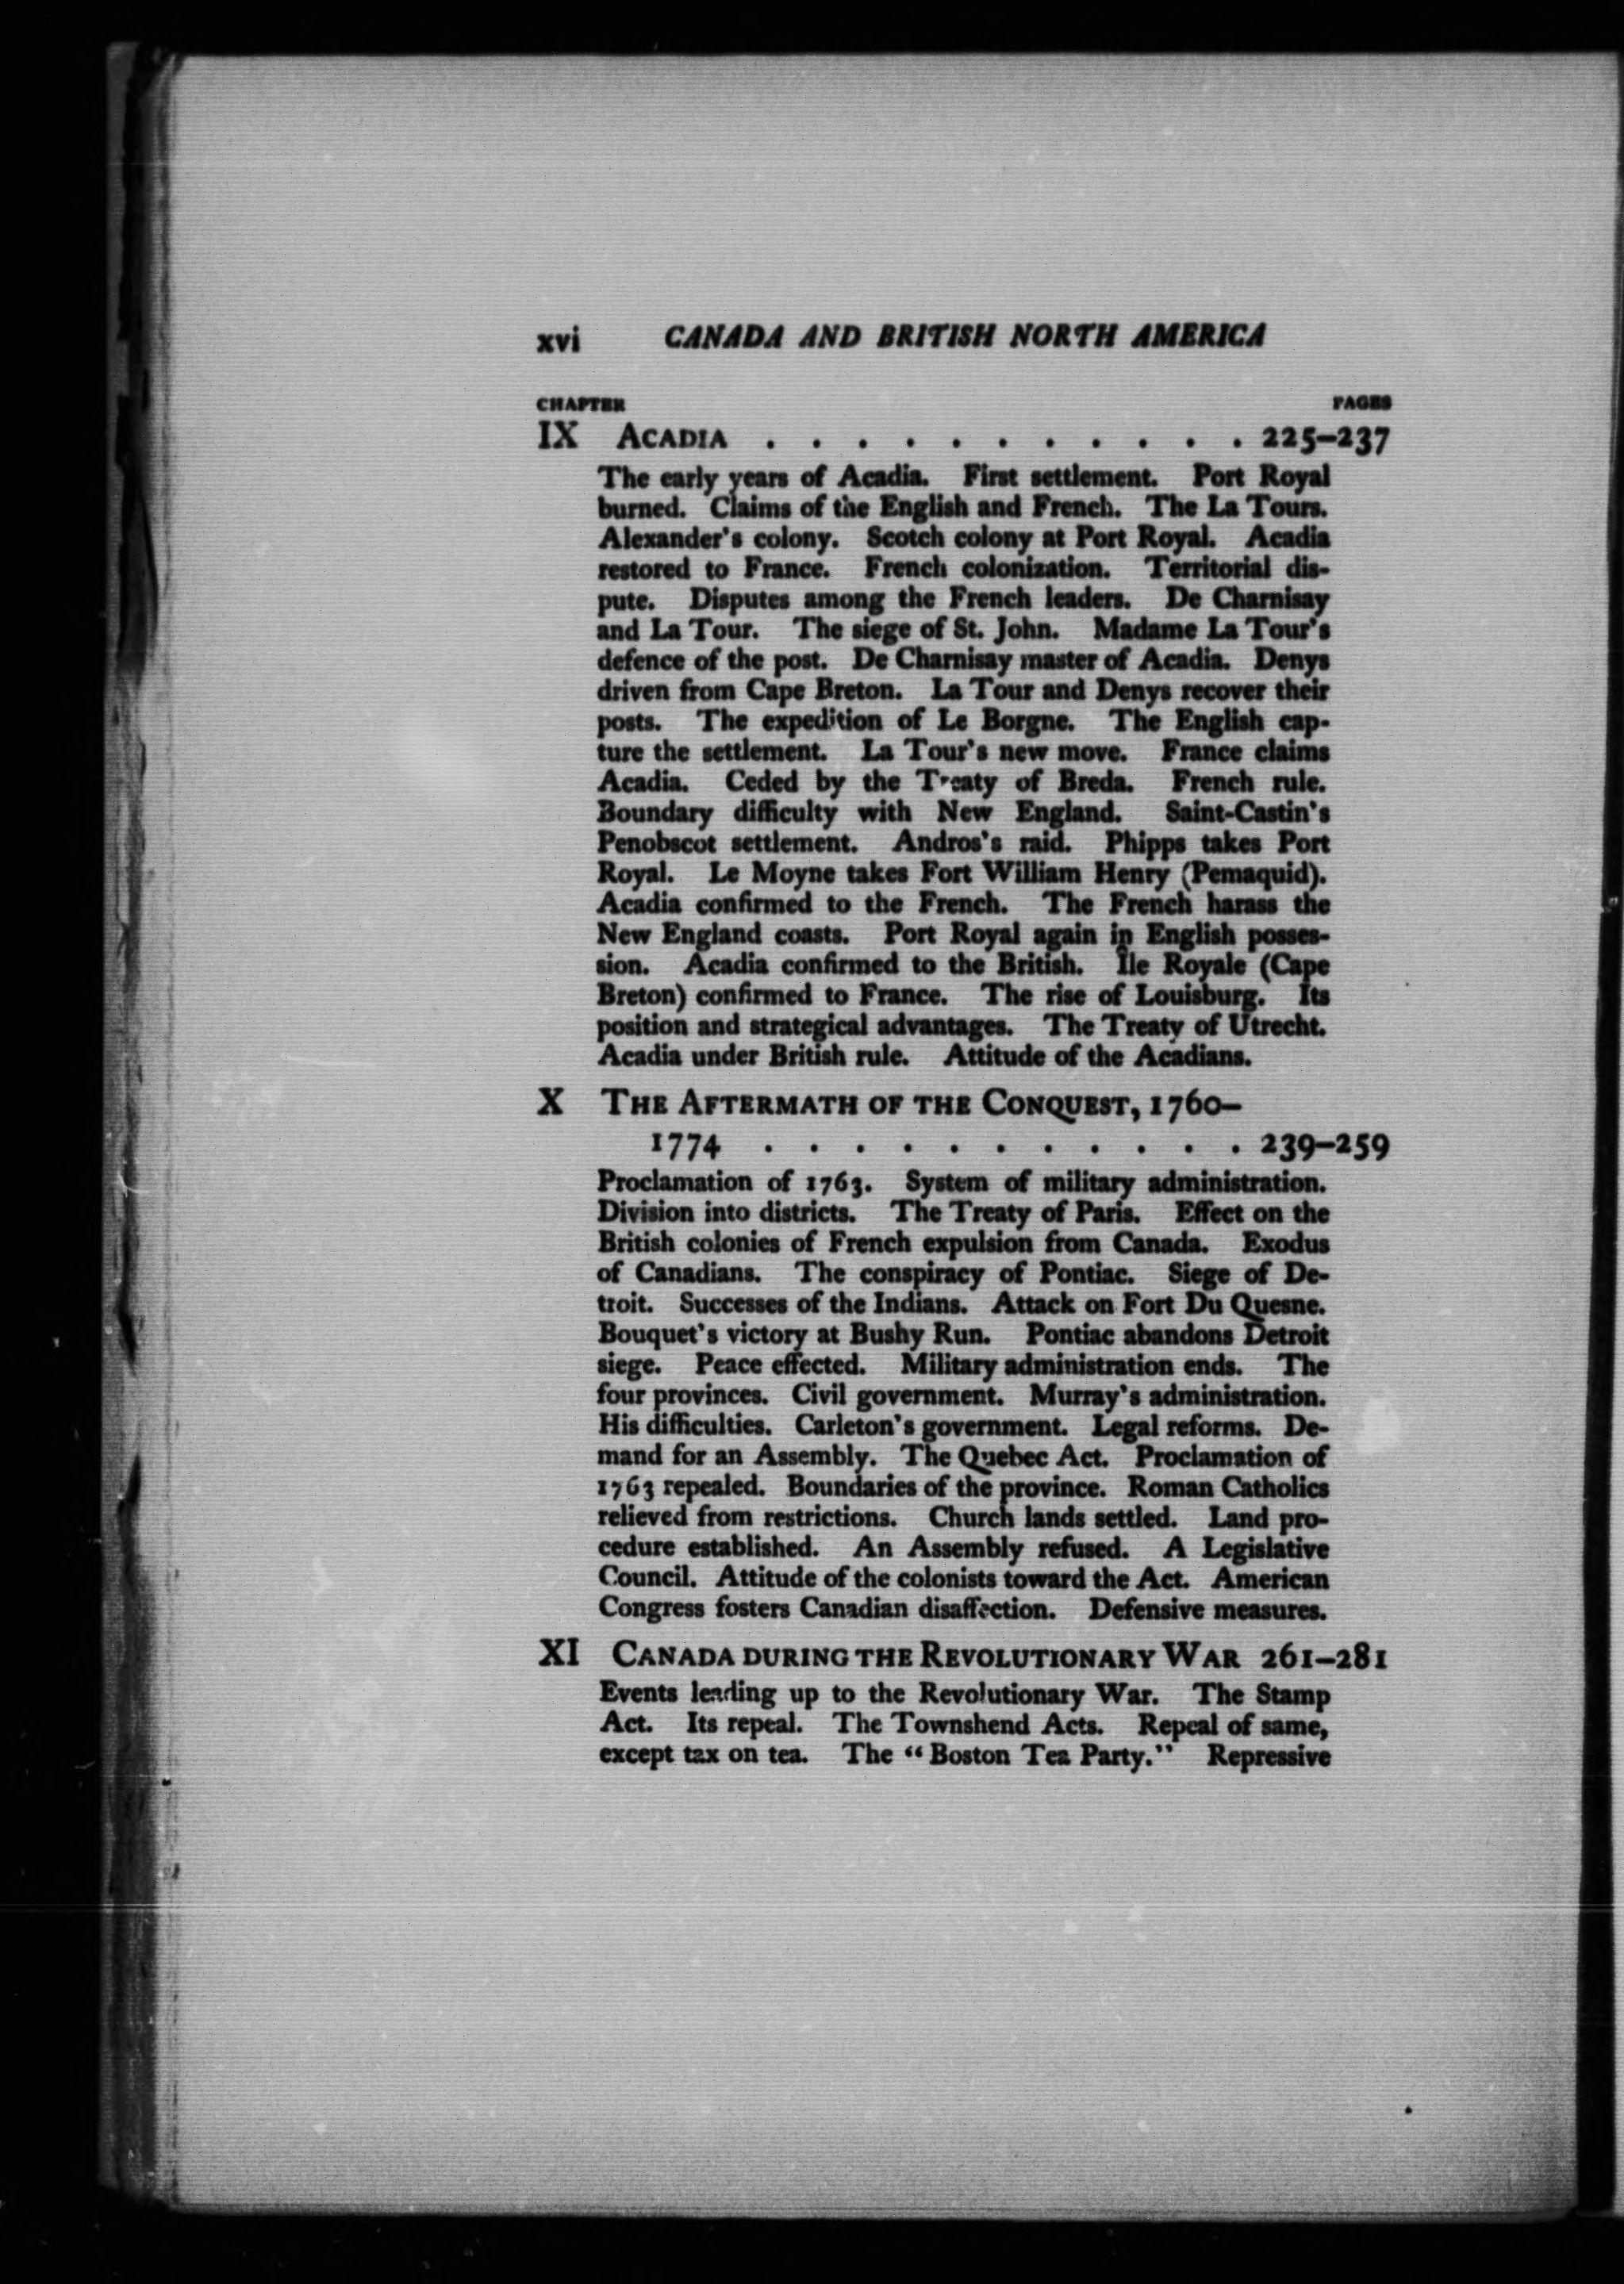 xvi CANADA AND BRITISH NORTH AMERICA
CHAPTER PAGES
IX ACADIA . . . . . . . . . . . 225–237
The early years of Acadia. First settlement. Port Royal
burned. Claims of the English and French. The La Tours.
Alexander's colony. Scotch colony at Port Royal. Acadia
restored to France. French colonization. Territorial dis-
pute. Disputes among the French leaders. De Charnisay
and La Tour. The siege of St. John. Madame La Tour's
defence of the post. De Charnisay master of Acadia. Denys
driven from Cape Breton. La Tour and Denys recover their
posts. The expedition of Le Borgne. The English cap-
ture the settlement. La Tour's new move. France claims
Acadia. Ceded by the Treaty of Breda. French rule.
Boundary difficulty with New England. Saint-Castin's
Penobscot settlement. Andros's raid. Phipps takes Port
Royal. Le Moyne takes Fort William Henry (Pemaquid).
Acadia confirmed to the French. The French harass the
New England coasts. Port Royal again in English posses-
sion. Acadia confirmed to the British. Île Royale (Cape
Breton) confirmed to France. The rise of Louisburg. Its
position and strategical advantages. The Treaty of Utrecht.
Acadia under British rule. Attitude of the Acadians.
X THE AFTERMATH OF THE CONQUEST, 1760–
1774 . . . . . . . . . . . 239–259
Proclamation of 1763. System of military administration.
Division into districts. The Treaty of Paris. Effect on the
British colonies of French expulsion from Canada. Exodus
of Canadians. The conspiracy of Pontiac. Siege of De-
troit. Successes of the Indians. Attack on Fort Du Quesne.
Bouquet's victory at Bushy Run. Pontiac abandons Detroit
siege. Peace effected. Military administration ends. The
four provinces. Civil government. Murray's administration.
His difficulties. Carleton's government. Legal reforms. De-
mand for an Assembly. The Quebec Act. Proclamation of
1763 repealed. Boundaries of the province. Roman Catholics
relieved from restrictions. Church lands settled. Land pro-
cedure established. An Assembly refused. A Legislative
Council. Attitude of the colonists toward the Act. American
Congress fosters Canadian disaffection. Defensive measures.
XI CANADA DURING THE REVOLUTIONARY WAR 261–281
Events leading up to the Revolutionary War. The Stamp
Act. Its repeal. The Townshend Acts. Repeal of same,
except tax on tea. The "Boston Tea Party." Repressive